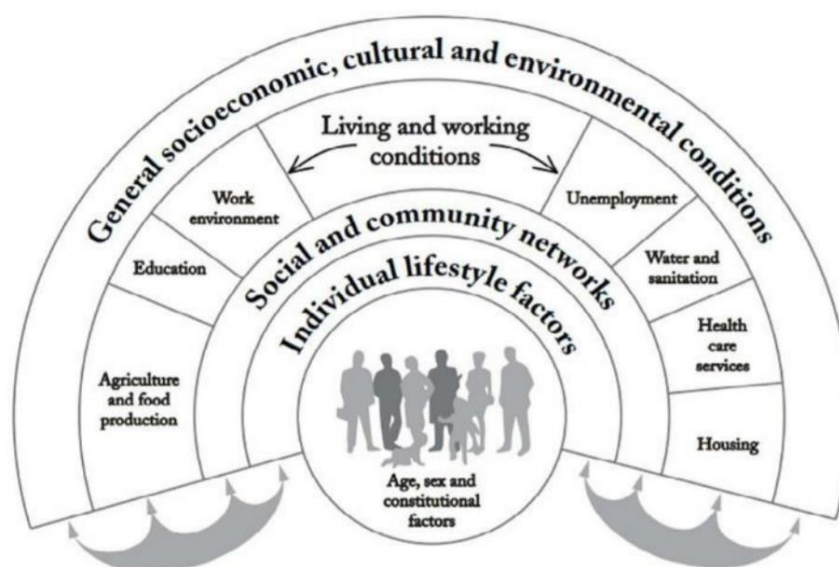 General socioeconomic, cultural and environmental conditions
Living and working
conditions
Work
environment
Unemployment
Education
Water and
sanitation
Agriculture
and food
production
Health
care
services
Housing
Social and community networks
Individual lifestyle factors
Age, sex and
constitutional
factors